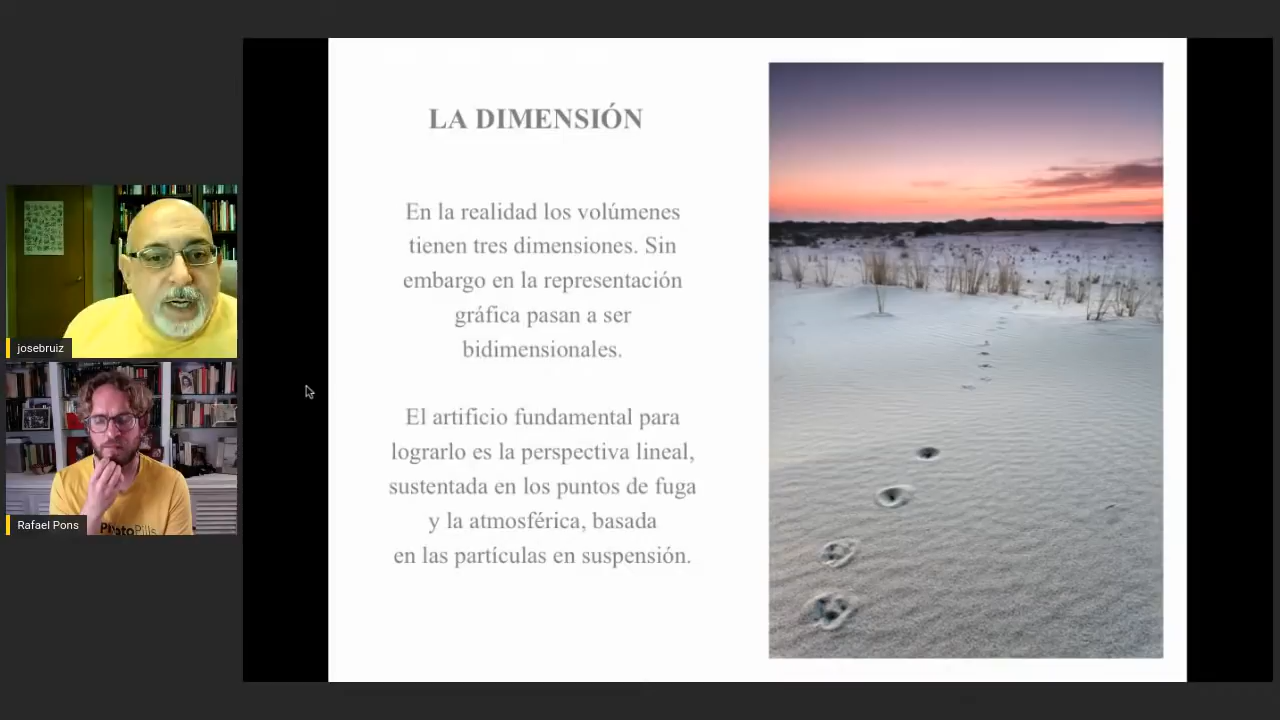 LA DIMENSIÓN
En la realidad los volúmenes
tienen tres dimensiones. Sin
embargo en la representación
gráfica pasan a ser
bidimensionales.
El artificio fundamental para
lograrlo es la perspectiva lineal,
sustentada en los puntos de fuga
y la atmosférica, basada
en las partículas en suspensión.
josebruiz
Rafael Pons